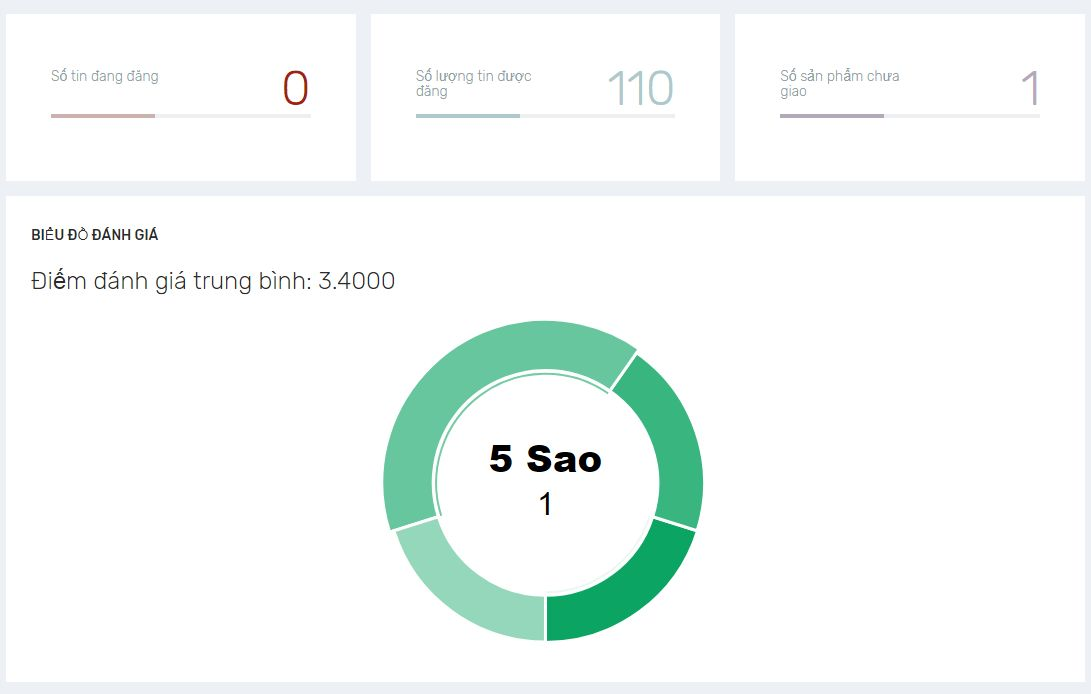 Số tin đang đăng
0
Số lượng tin được
đăng
110
Số sản phẩm chưa
giao
1
BIỂU ĐỒ ĐÁNH GIÁ
Điểm đánh giá trung bình: 3.4000
5 Sao
1